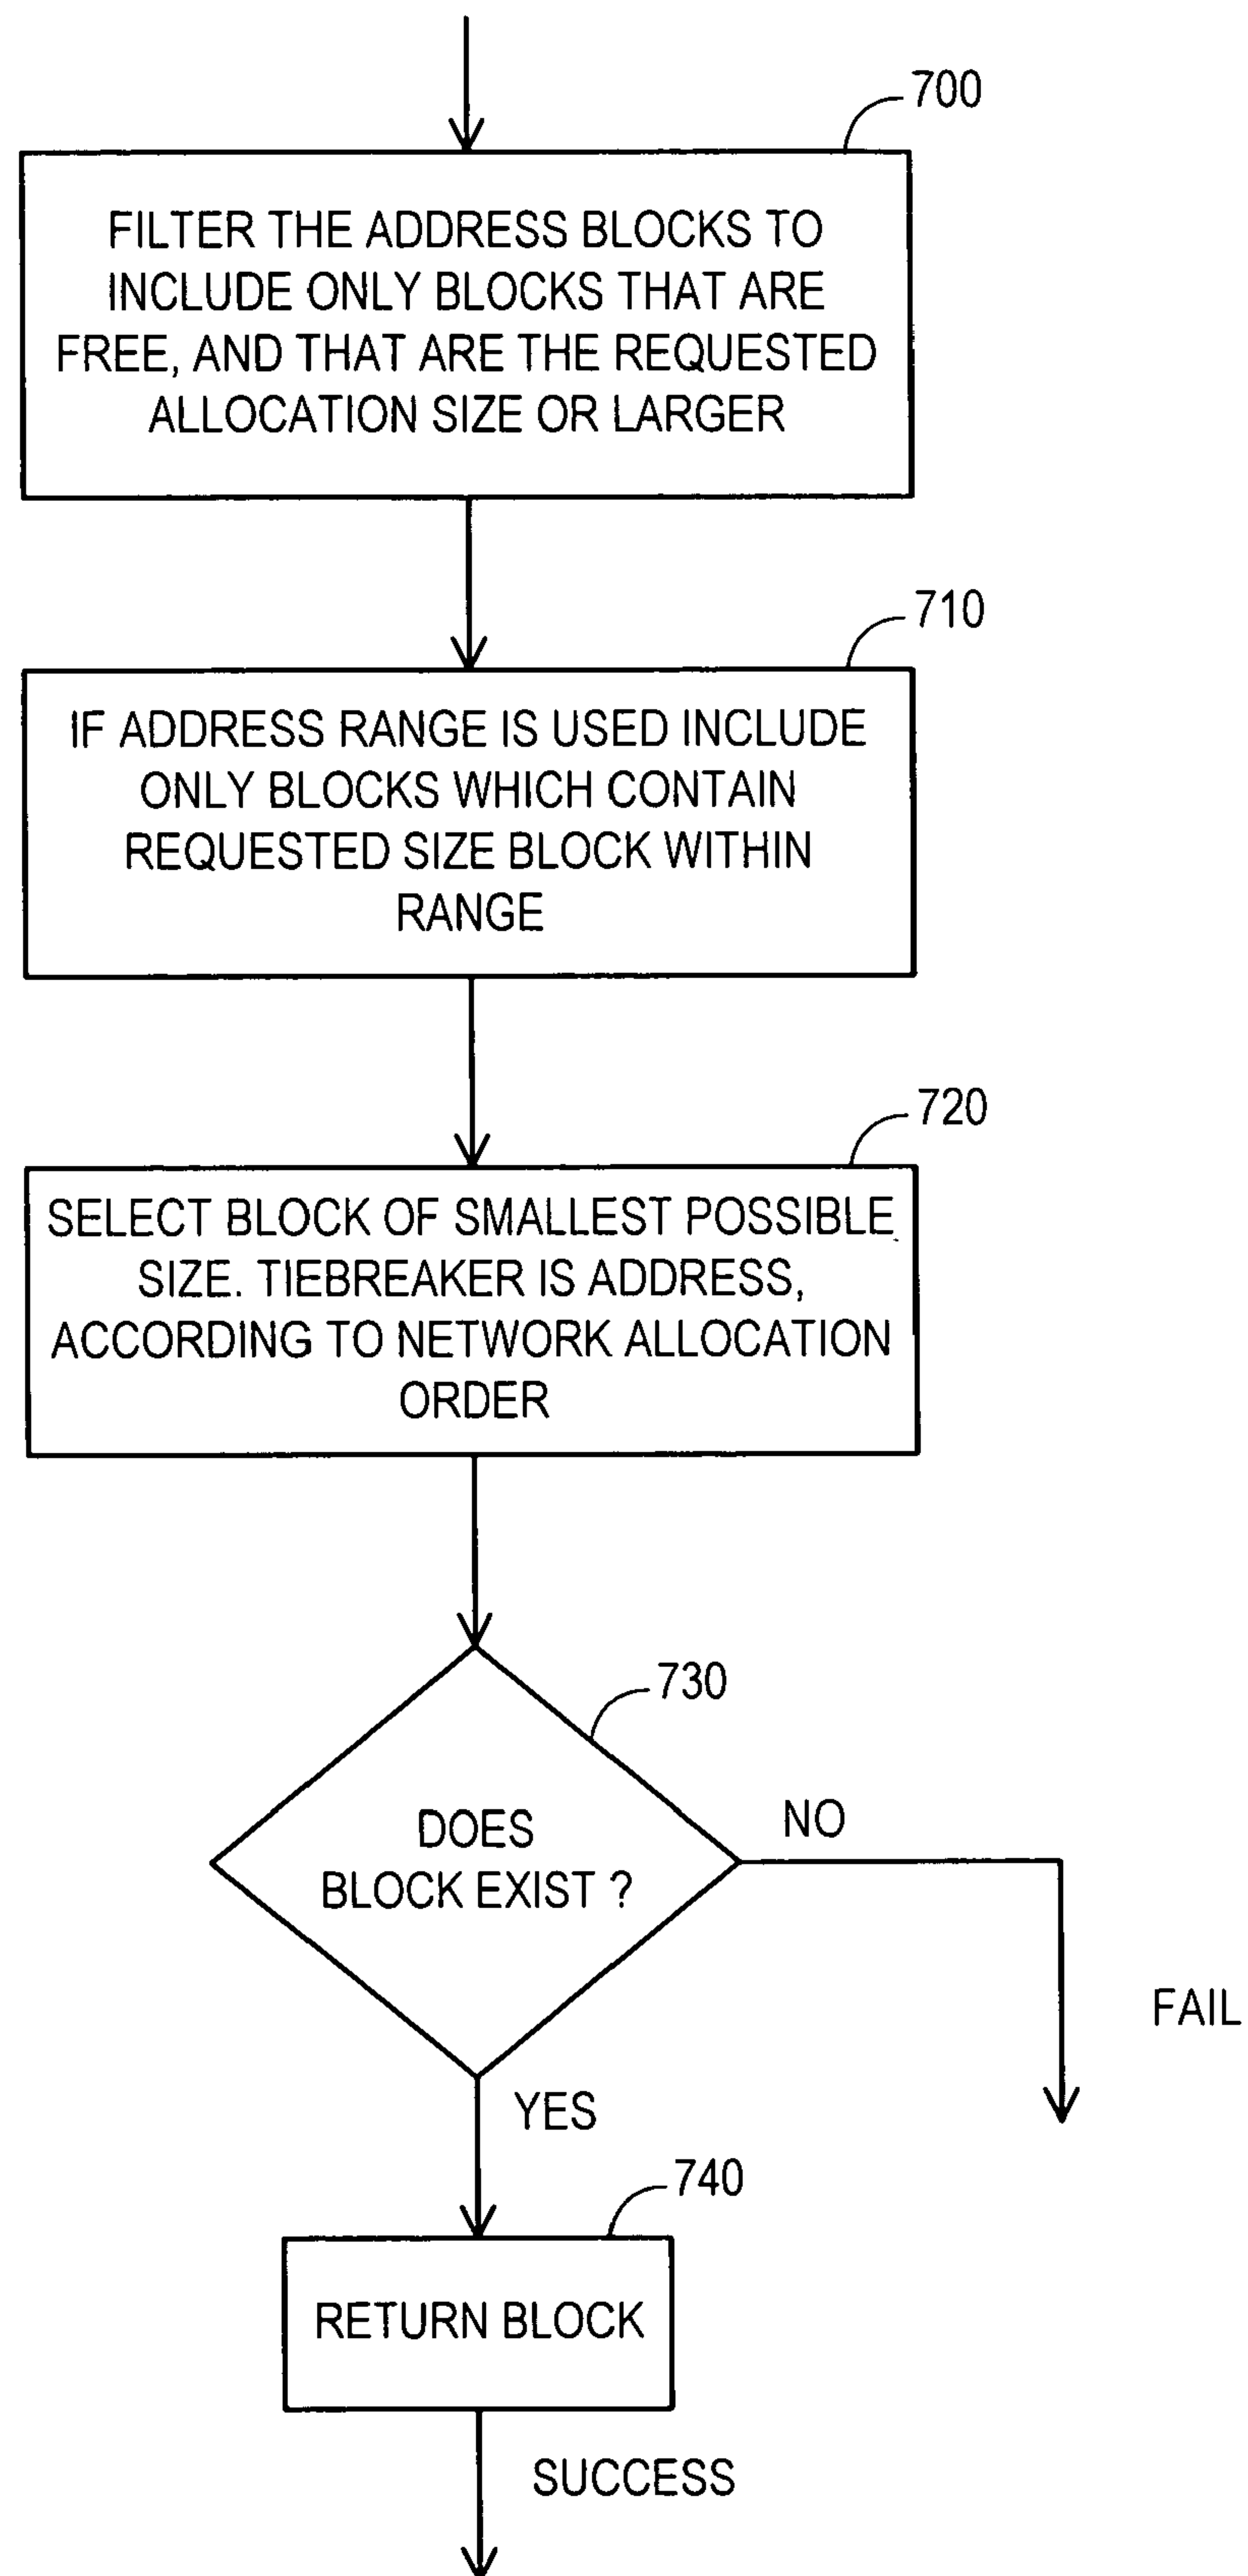 700
FILTER THE ADDRESS BLOCKS TO
INCLUDE ONLY BLOCKS THAT ARE
FREE, AND THAT ARE THE REQUESTED
ALLOCATION SIZE OR LARGER
710
IF ADDRESS RANGE IS USED INCLUDE
ONLY BLOCKS WHICH CONTAIN
REQUESTED SIZE BLOCK WITHIN
RANGE
720
SELECT BLOCK OF SMALLEST POSSIBLE
SIZE. TIEBREAKER IS ADDRESS,
ACCORDING TO NETWORK ALLOCATION
ORDER
730
DOES
BLOCK EXIST ?
NO
FAIL
YES
740
RETURN BLOCK
SUCCESS